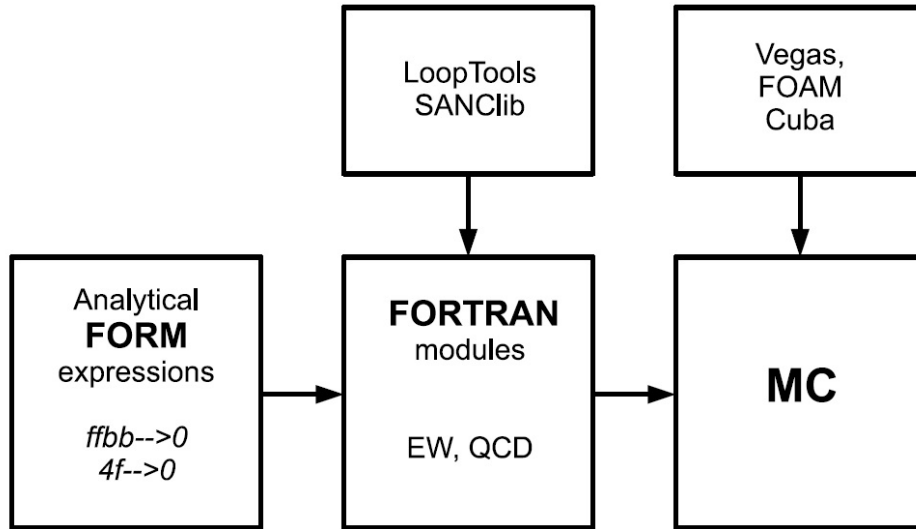 LoopTools
SANClib
Vegas,
FOAM
Cuba
Analytical
FORM
expressions
ffbb-->0
4f-->0
FORTRAN
modules
EW, QCD
MC